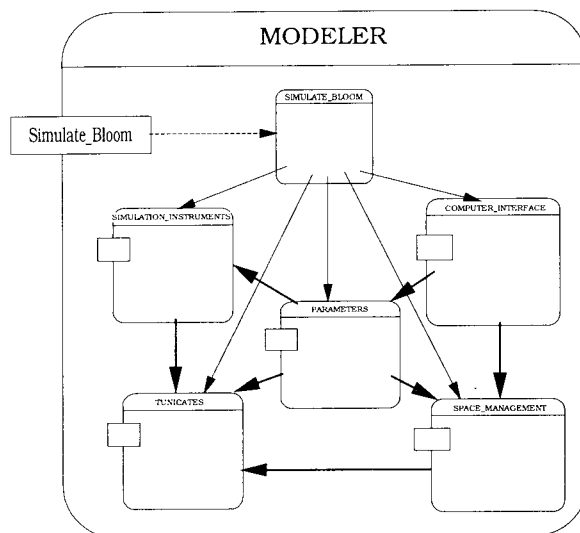 MODELER
SIMULATE_BLOOM
Simulate_Bloom
SIMULATION_INSTRUMENTS
COMPUTER_INTERFACE
PARAMETERS
TUNICATES
SPACE_MANAGEMENT